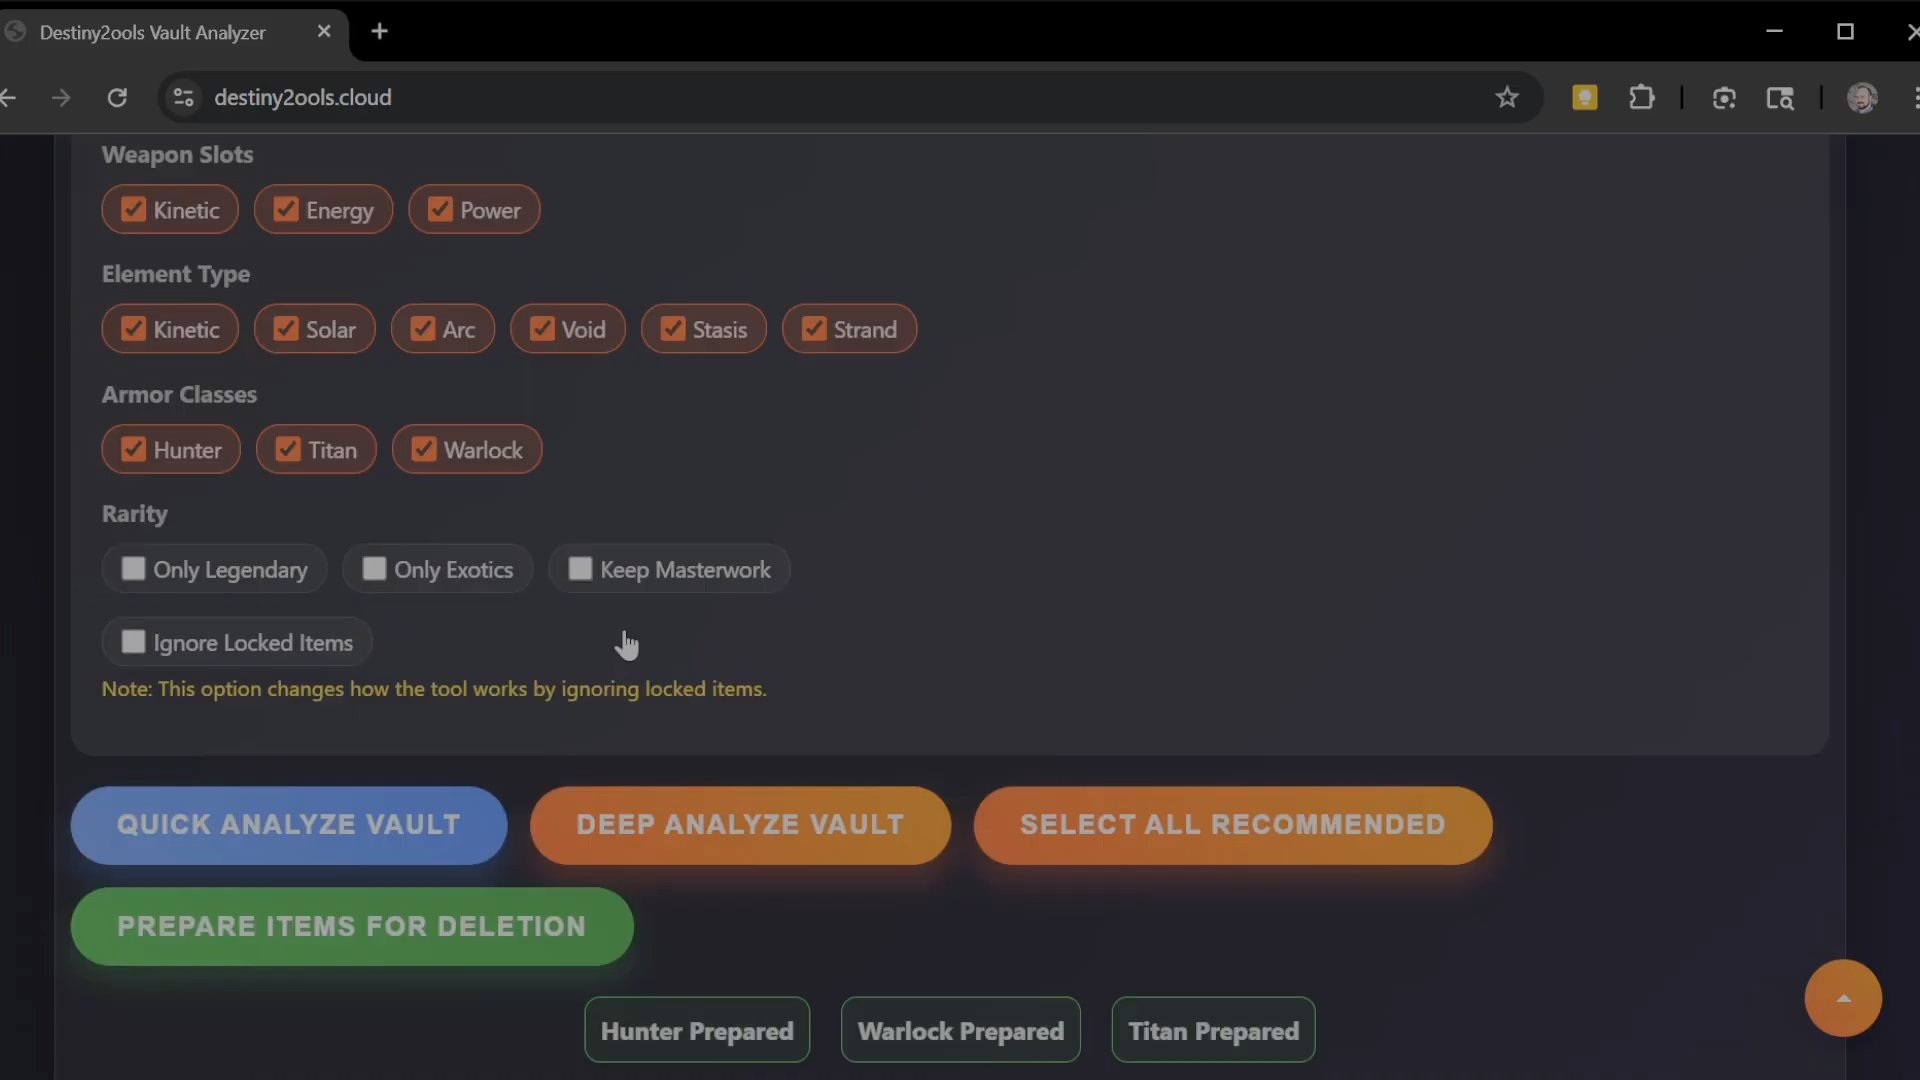 Destiny2ools Vault Analyzer
destiny2ools.cloud
Weapon Slots
Kinetic Energy Power
Element Type
Kinetic Solar Arc Void Stasis Strand
Armor Classes
Hunter Titan Warlock
Rarity
Only Legendary Only Exotics Keep Masterwork
Ignore Locked Items
Note: This option changes how the tool works by ignoring locked items.
QUICK ANALYZE VAULT DEEP ANALYZE VAULT SELECT ALL RECOMMENDED
PREPARE ITEMS FOR DELETION
Hunter Prepared Warlock Prepared Titan Prepared